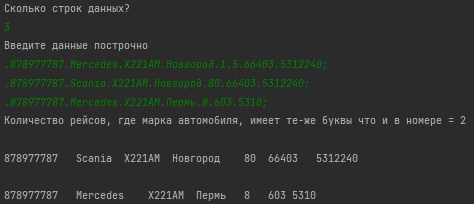 Сколько строк данных?
3
Введите данные построчно
.878977787.Mercedes.X221AM.Новгород.1.5.66403.5312240;
.878977787.Scania.X221AM.Новгород.80.66403.5312240;
.878977787.Mercedes.X221AM.Пермь.8.603.5310;
Количество рейсов, где марка автомобиля, имеет те-же буквы что и в номере = 2
878977787 Scania X221AM Новгород 80 66403 5312240
878977787 Mercedes X221AM Пермь 8 603 5310